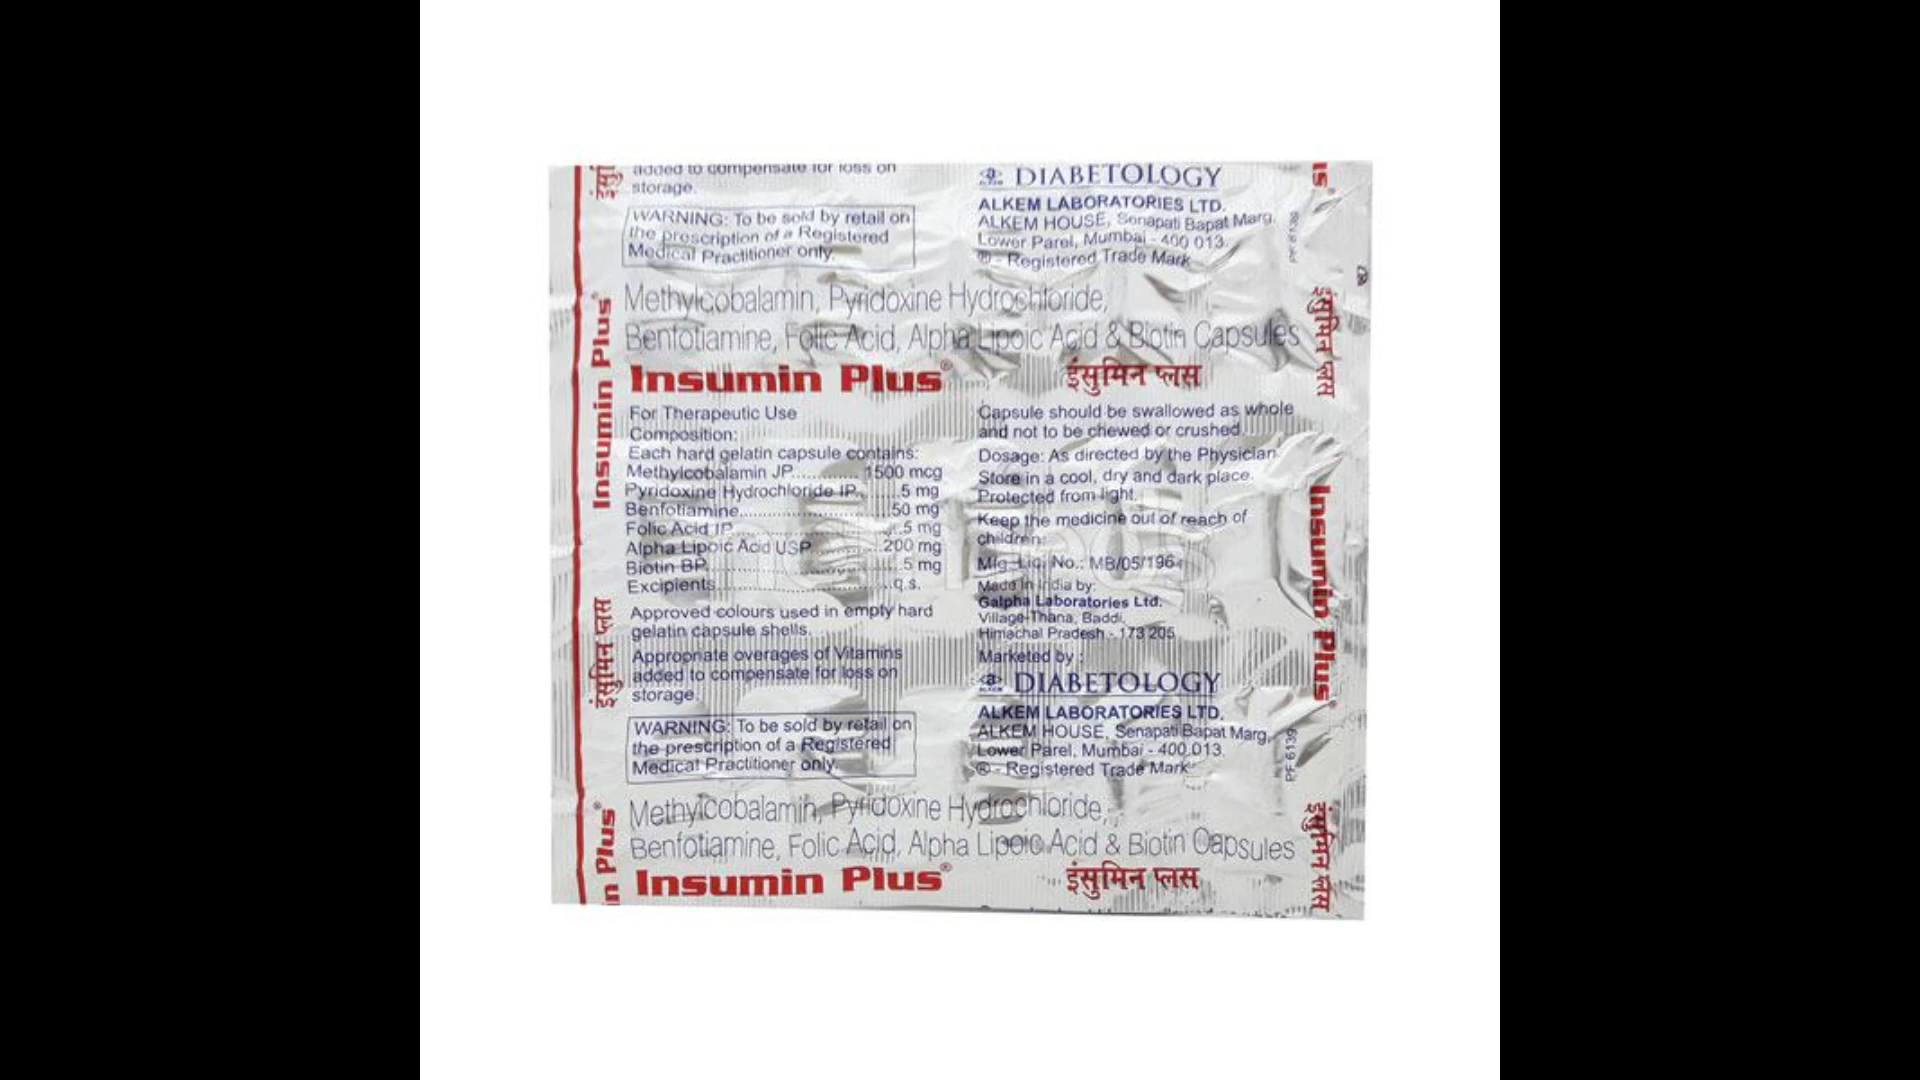 added to compensate for loss on
storage.
WARNING: To be sold by retail on
the prescription of a Registered
Medical Practitioner only.
DIABETOLOGY
ALKEM LABORATORIES LTD.
ALKEM HOUSE, Senapati Bapat Marg,
Lower Parel, Mumbai - 400 013.
® - Registered Trade Mark
Methylcobalamin, Pyridoxine Hydrochloride,
Benfotiamine, Folic Acid, Alpha Lipoic Acid & Biotin Capsules
Insumin Plus® इंसुमिन प्लस
For Therapeutic Use
Composition:
Each hard gelatin capsule contains:
Methylcobalamin JP.............. 1500 mcg
Pyridoxine Hydrochloride IP........5 mg
Benfotiamine..............................50 mg
Folic Acid IP.................................5 mg
Alpha Lipoic Acid USP.............200 mg
Biotin BP.......................................5 mg
Excipients....................................q.s.
Approved colours used in empty hard
gelatin capsule shells.
Appropriate overages of Vitamins
added to compensate for loss on
storage.
WARNING: To be sold by retail on
the prescription of a Registered
Medical Practitioner only.
Capsule should be swallowed as whole
and not to be chewed or crushed.
Dosage: As directed by the Physician.
Store in a cool, dry and dark place.
Protected from light.
Keep the medicine out of reach of
children.
Mfg. Lic. No.: MB/05/196
Made in India by:
Galpha Laboratories Ltd.
Village-Thana, Baddi,
Himachal Pradesh - 173 205
Marketed by :
DIABETOLOGY
ALKEM LABORATORIES LTD.
ALKEM HOUSE, Senapati Bapat Marg,
Lower Parel, Mumbai - 400 013.
® - Registered Trade Mark
PF 6139
Methylcobalamin, Pyridoxine Hydrochloride,
Benfotiamine, Folic Acid, Alpha Lipoic Acid & Biotin Capsules
Insumin Plus® इंसुमिन प्लस
Insumin Plus®
इंसुमिन प्लस
in Plus®
us®
इंसुमिन प्लस
Insumin Plus®
इंसुमिन प्लस